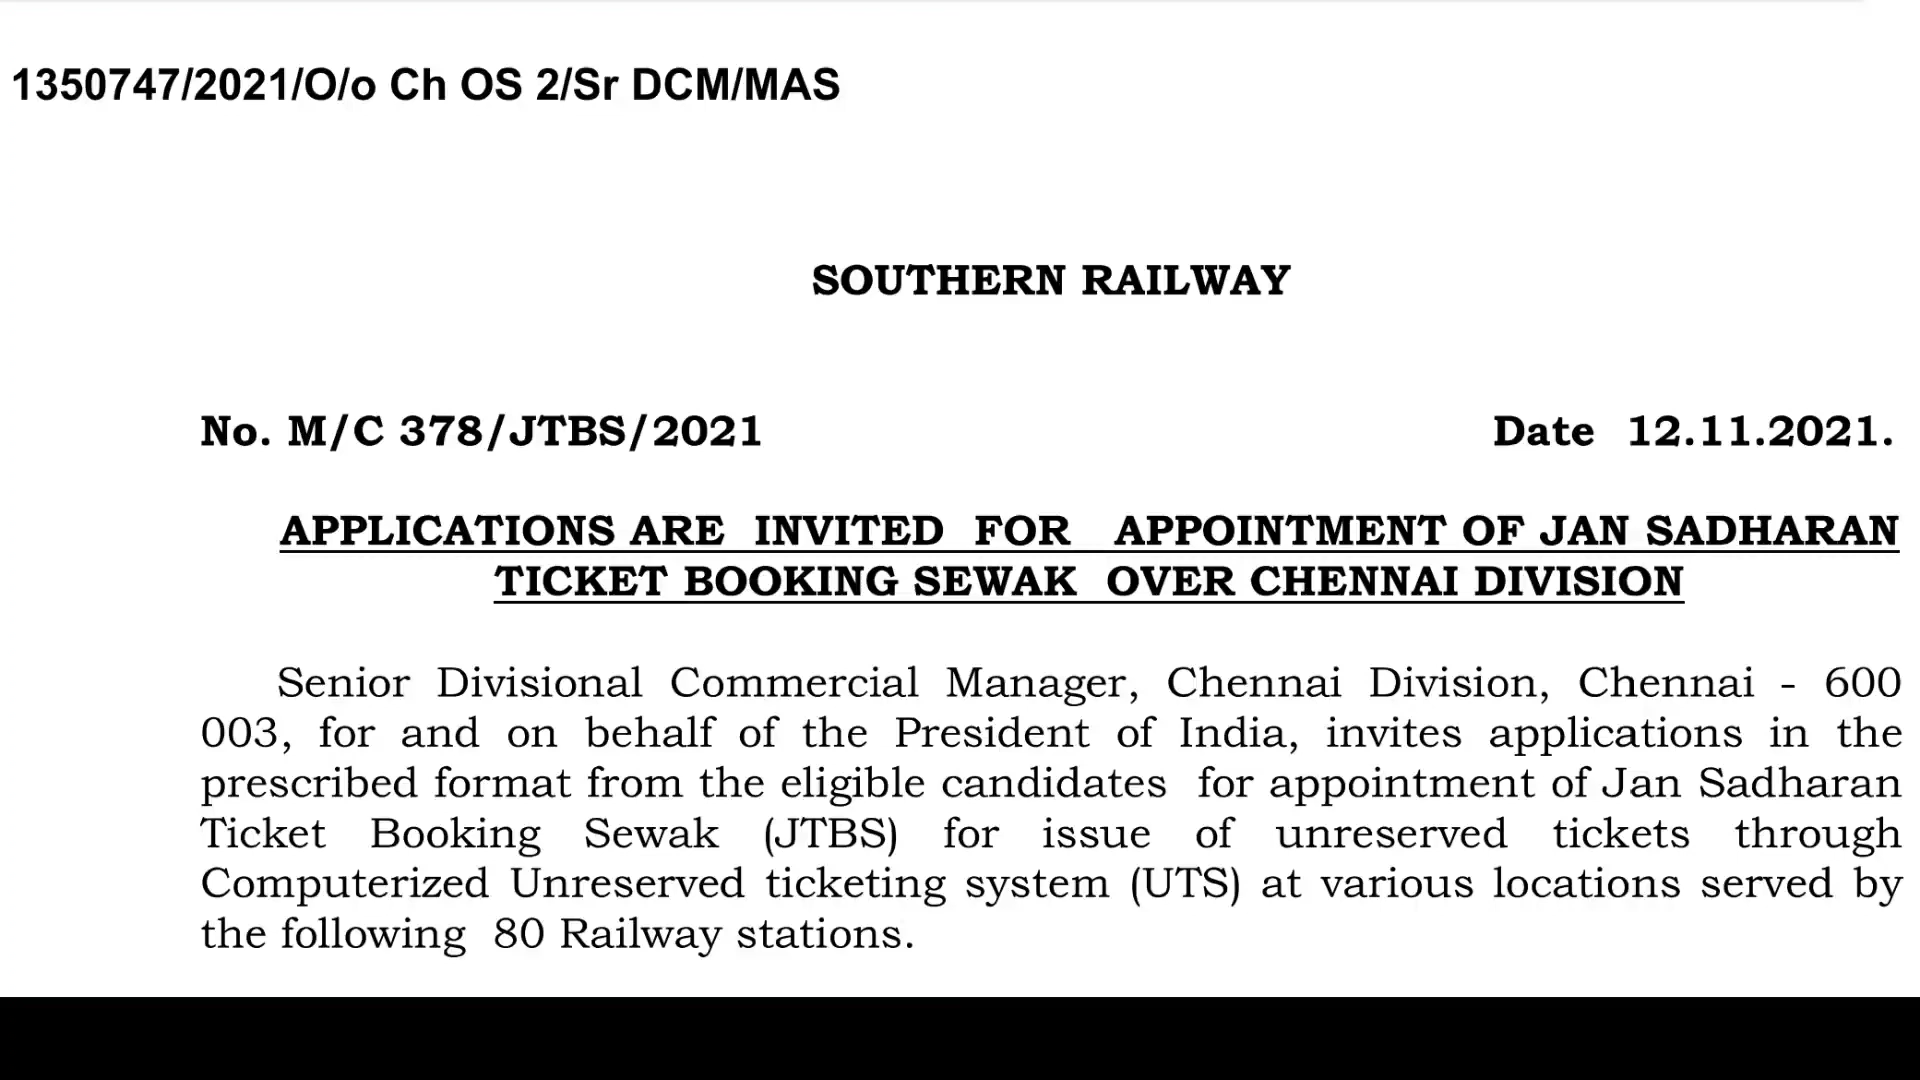 1350747/2021/O/o Ch OS 2/Sr DCM/MAS
SOUTHERN RAILWAY
No. M/C 378/JTBS/2021 Date 12.11.2021.
APPLICATIONS ARE INVITED FOR APPOINTMENT OF JAN SADHARAN
TICKET BOOKING SEWAK OVER CHENNAI DIVISION
Senior Divisional Commercial Manager, Chennai Division, Chennai - 600
003, for and on behalf of the President of India, invites applications in the
prescribed format from the eligible candidates for appointment of Jan Sadharan
Ticket Booking Sewak (JTBS) for issue of unreserved tickets through
Computerized Unreserved ticketing system (UTS) at various locations served by
the following 80 Railway stations.